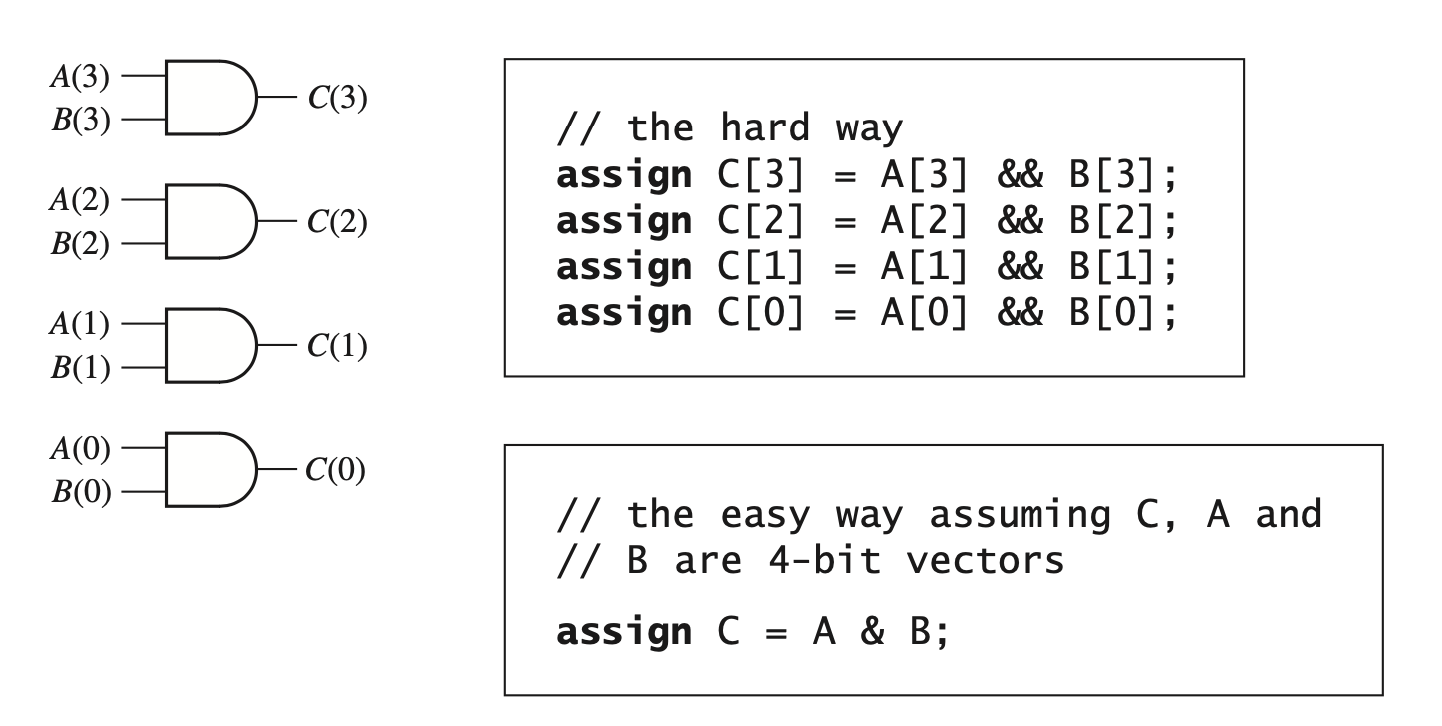 A(3)
B(3)
C(3)
A(2)
B(2)
C(2)
A(1)
B(1)
C(1)
A(0)
B(0)
C(0)
// the hard way
assign C[3] = A[3] && B[3];
assign C[2] = A[2] && B[2];
assign C[1] = A[1] && B[1];
assign C[0] = A[0] && B[0];
// the easy way assuming C, A and
// B are 4-bit vectors
assign C = A & B;